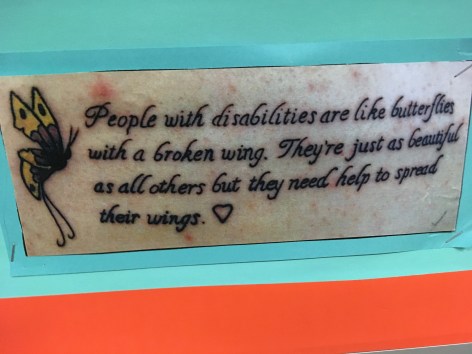 People with disabilities are like butterflies
with a broken wing. They're just as beautiful
as all others but they need help to spread
their wings. ♡